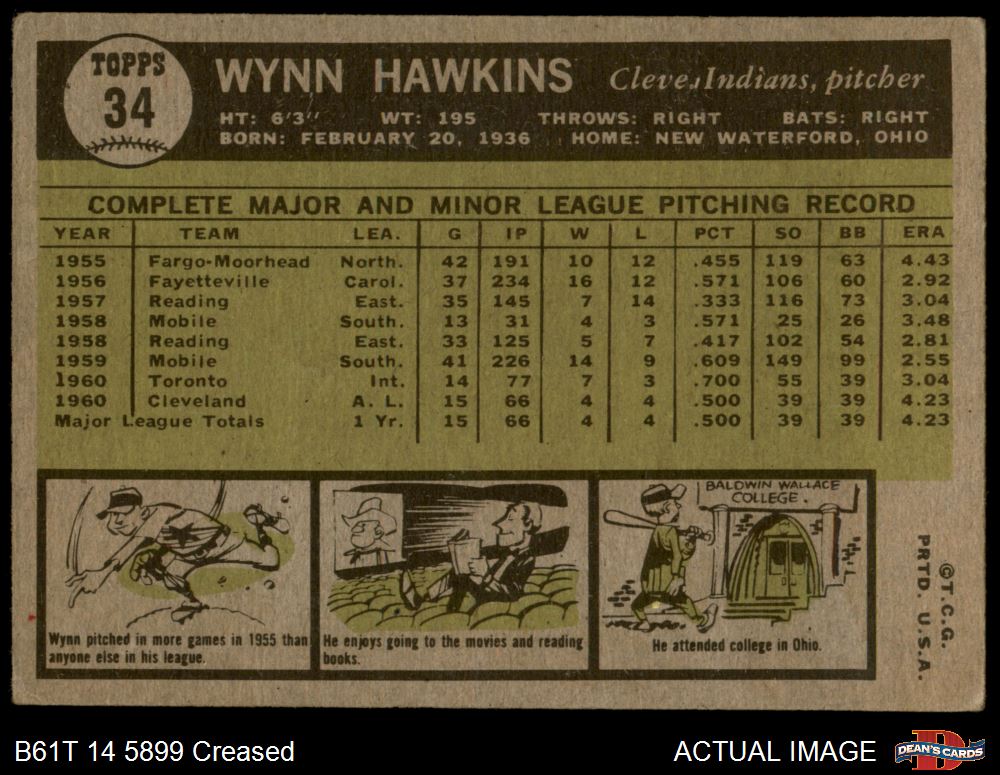 TOPPS
34
WYNN HAWKINS Cleve. Indians, pitcher
HT: 6'3" WT: 195 THROWS: RIGHT BATS: RIGHT
BORN: FEBRUARY 20, 1936 HOME: NEW WATERFORD, OHIO
COMPLETE MAJOR AND MINOR LEAGUE PITCHING RECORD
YEAR TEAM LEA. G IP W L PCT SO BB ERA
1955 Fargo-Moorhead North. 42 191 10 12 .455 119 63 4.43
1956 Fayetteville Carol. 37 234 16 12 .571 106 60 2.92
1957 Reading East. 35 145 7 14 .333 116 73 3.04
1958 Mobile South. 13 31 4 3 .571 25 26 3.48
1958 Reading East. 33 125 5 7 .417 102 54 2.81
1959 Mobile South. 41 226 14 9 .609 149 99 2.55
1960 Toronto Int. 14 77 7 3 .700 55 39 3.04
1960 Cleveland A. L. 15 66 4 4 .500 39 39 4.23
Major League Totals 1 Yr. 15 66 4 4 .500 39 39 4.23
Wynn pitched in more games in 1955 than
anyone else in his league.
He enjoys going to the movies and reading
books.
BALDWIN WALLACE
COLLEGE.
He attended college in Ohio.
©T.C.G.
PRTD. U.S.A.
B61T 14 5899 Creased
ACTUAL IMAGE
DEAN'S CARDS